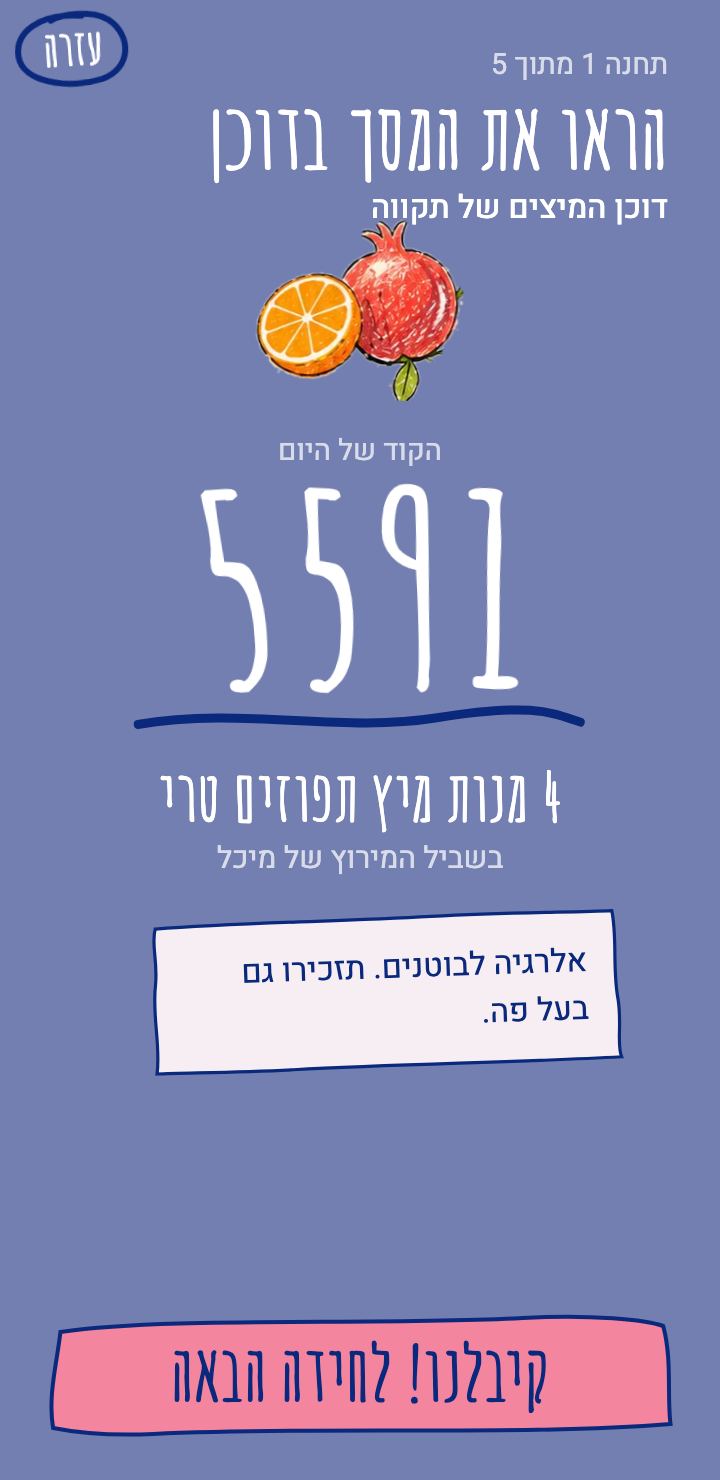 עזרה
תחנה 1 מתוך 5
הראו את המסך בדוכן
דוכן המיצים של תקווה
הקוד של היום
5591
4 מנות מיץ תפוזים טרי
בשביל המירוץ של מיכל
אלרגיה לבוטנים. תזכירו גם
בעל פה.
קיבלנו! לחידה הבאה